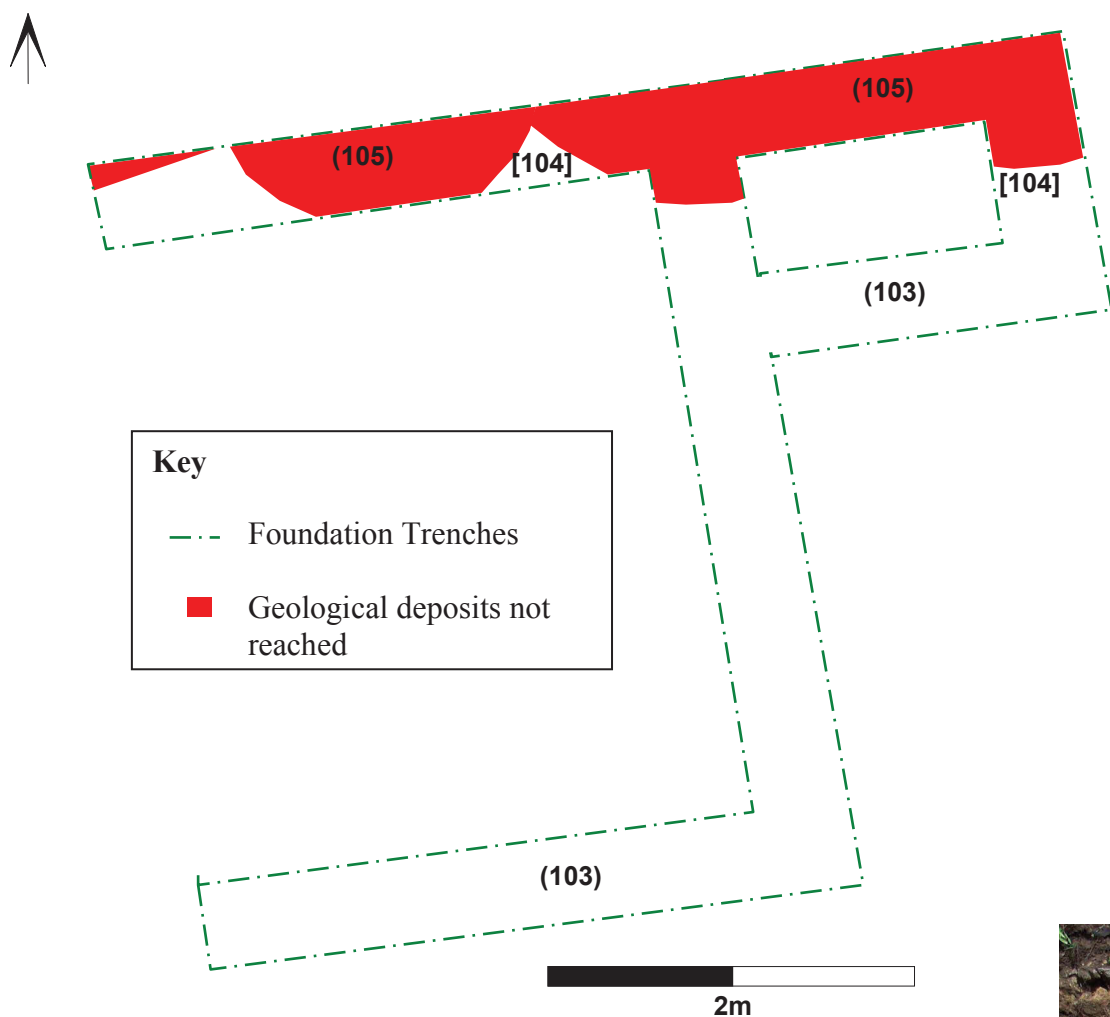 (105)
(105)
[104]
[104]
(103)
Key
Foundation Trenches
Geological deposits not
reached
(103)
2m